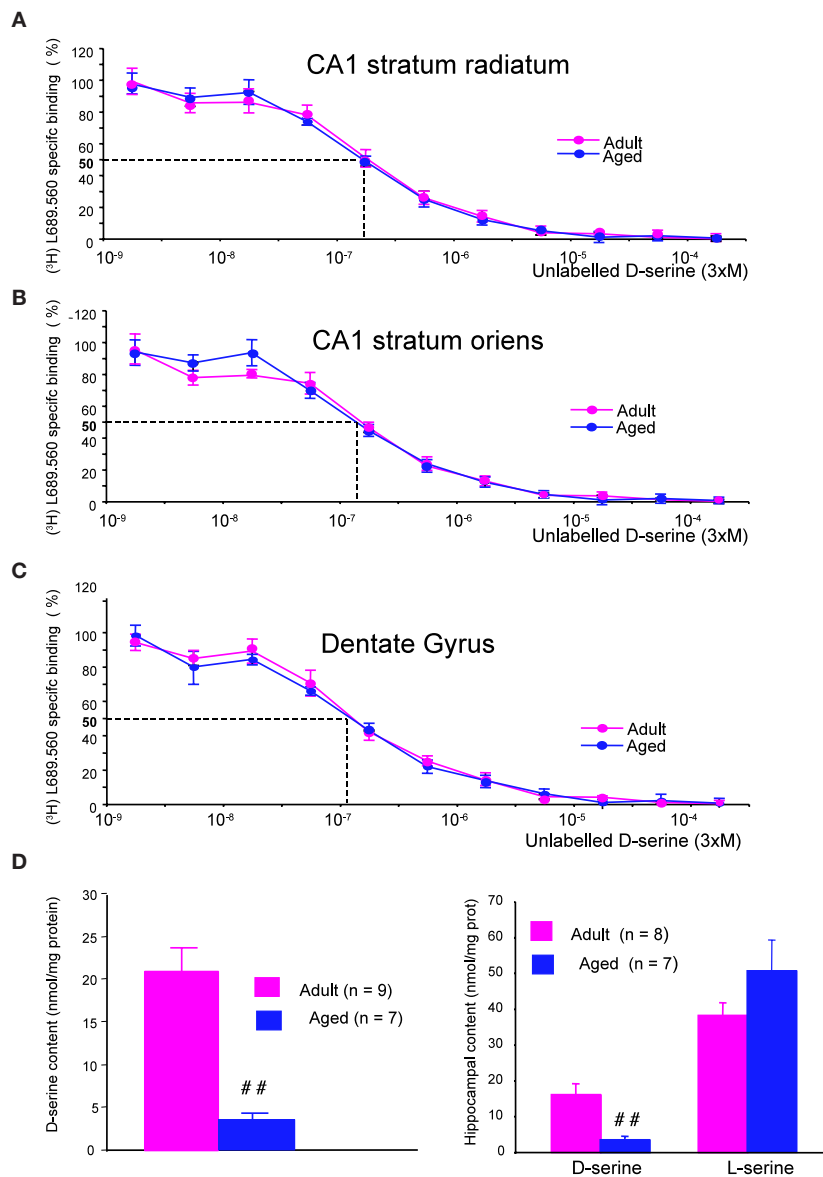 A
CA1 stratum radiatum
(³H) L689.560 specifc binding ( %)
120
100
80
60
50
40
20
0
Adult
Aged
10⁻⁹ 10⁻⁸ 10⁻⁷ 10⁻⁶ 10⁻⁵ 10⁻⁴
Unlabelled D-serine (3xM)
B
CA1 stratum oriens
(³H) L689.560 specifc binding ( %)
-120
100
80
60
50
40
20
0
Adult
Aged
10⁻⁹ 10⁻⁸ 10⁻⁷ 10⁻⁶ 10⁻⁵ 10⁻⁴
Unlabelled D-serine (3xM)
C
Dentate Gyrus
(³H) L689.560 specifc binding ( %)
120
100
80
60
50
40
20
0
Adult
Aged
10⁻⁹ 10⁻⁸ 10⁻⁷ 10⁻⁶ 10⁻⁵ 10⁻⁴
Unlabelled D-serine (3xM)
D
D-serine content (nmol/mg protein)
30
25
20
15
10
5
0
Adult (n = 9)
Aged (n = 7)
# #
Hippocampal content (nmol/mg prot)
70
60
50
40
30
20
10
0
Adult (n = 8)
Aged (n = 7)
# #
D-serine L-serine